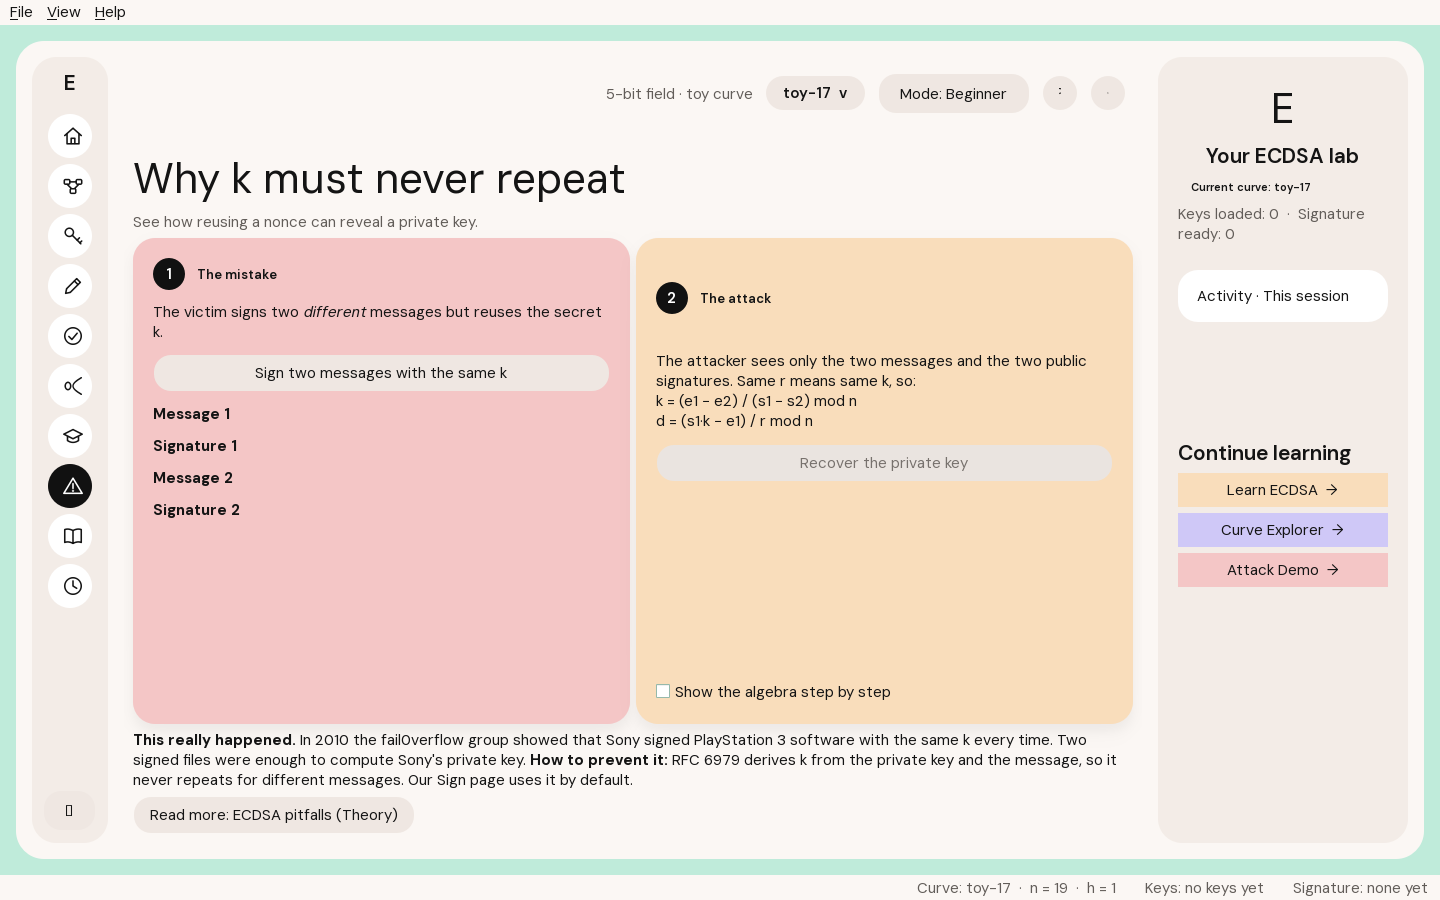 File View Help
E
5-bit field · toy curve
toy-17 v
Mode: Beginner
Why k must never repeat
See how reusing a nonce can reveal a private key.
1 The mistake
The victim signs two different messages but reuses the secret
k.
Sign two messages with the same k
Message 1
Signature 1
Message 2
Signature 2
2 The attack
The attacker sees only the two messages and the two public
signatures. Same r means same k, so:
k = (e1 − e2) / (s1 − s2) mod n
d = (s1·k − e1) / r mod n
Recover the private key
Show the algebra step by step
This really happened. In 2010 the fail0verflow group showed that Sony signed PlayStation 3 software with the same k every time. Two
signed files were enough to compute Sony's private key. How to prevent it: RFC 6979 derives k from the private key and the message, so it
never repeats for different messages. Our Sign page uses it by default.
Read more: ECDSA pitfalls (Theory)
E
Your ECDSA lab
Current curve: toy-17
Keys loaded: 0 · Signature
ready: 0
Activity · This session
Continue learning
Learn ECDSA →
Curve Explorer →
Attack Demo →
Curve: toy-17 · n = 19 · h = 1 Keys: no keys yet Signature: none yet